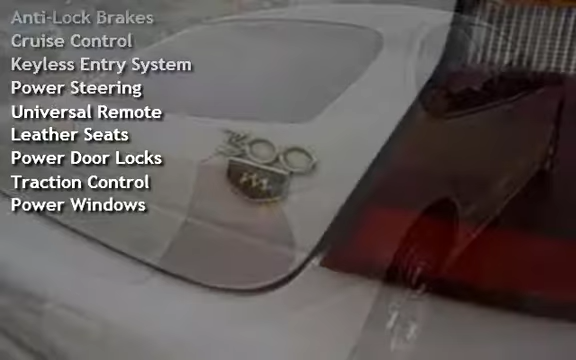 Anti-Lock Brakes
Cruise Control
Keyless Entry System
Power Steering
Universal Remote
Leather Seats
Power Door Locks
Traction Control
Power Windows